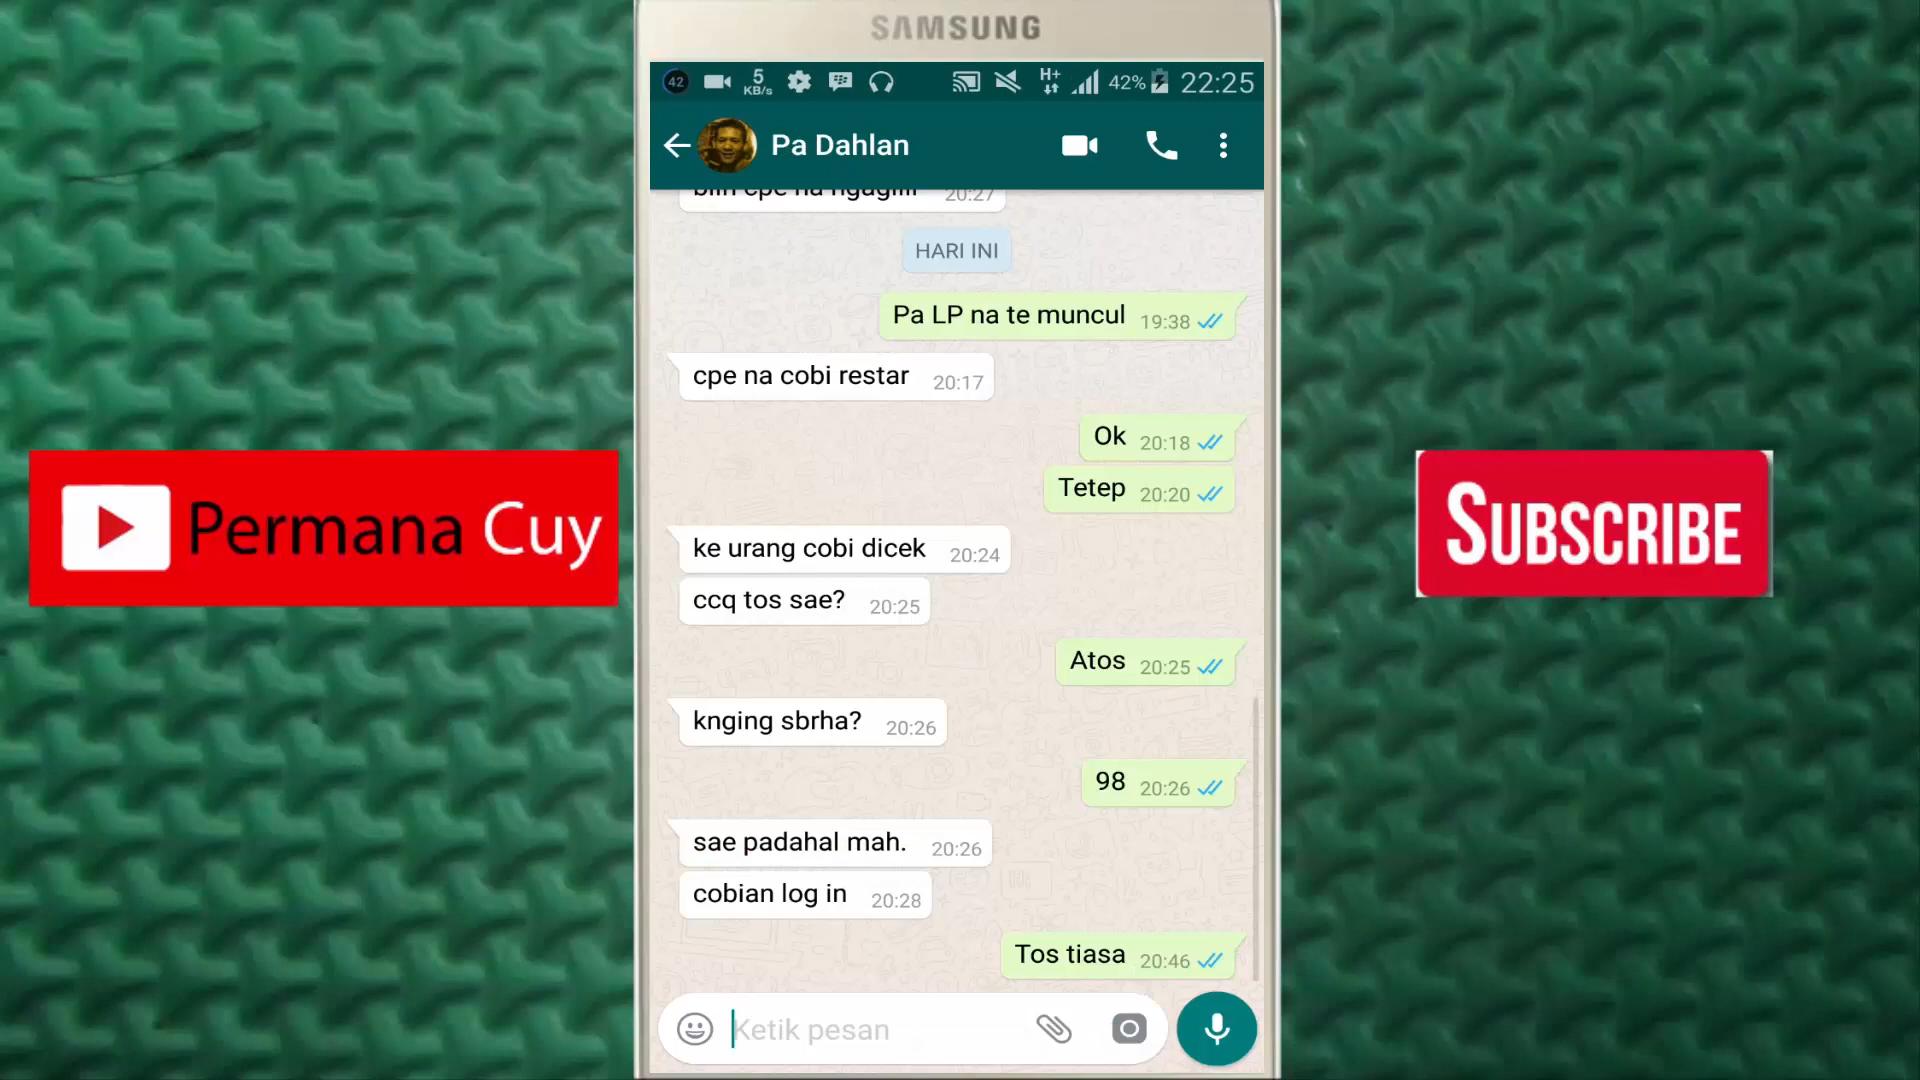 SAMSUNG
42
5
KB/s
H+
42%
22:25
Pa Dahlan
20:27
HARI INI
Pa LP na te muncul 19:38
cpe na cobi restar 20:17
Ok 20:18
Tetep 20:20
ke urang cobi dicek 20:24
ccq tos sae? 20:25
Atos 20:25
knging sbrha? 20:26
98 20:26
sae padahal mah. 20:26
cobian log in 20:28
Tos tiasa 20:46
Ketik pesan
Permana Cuy
SUBSCRIBE